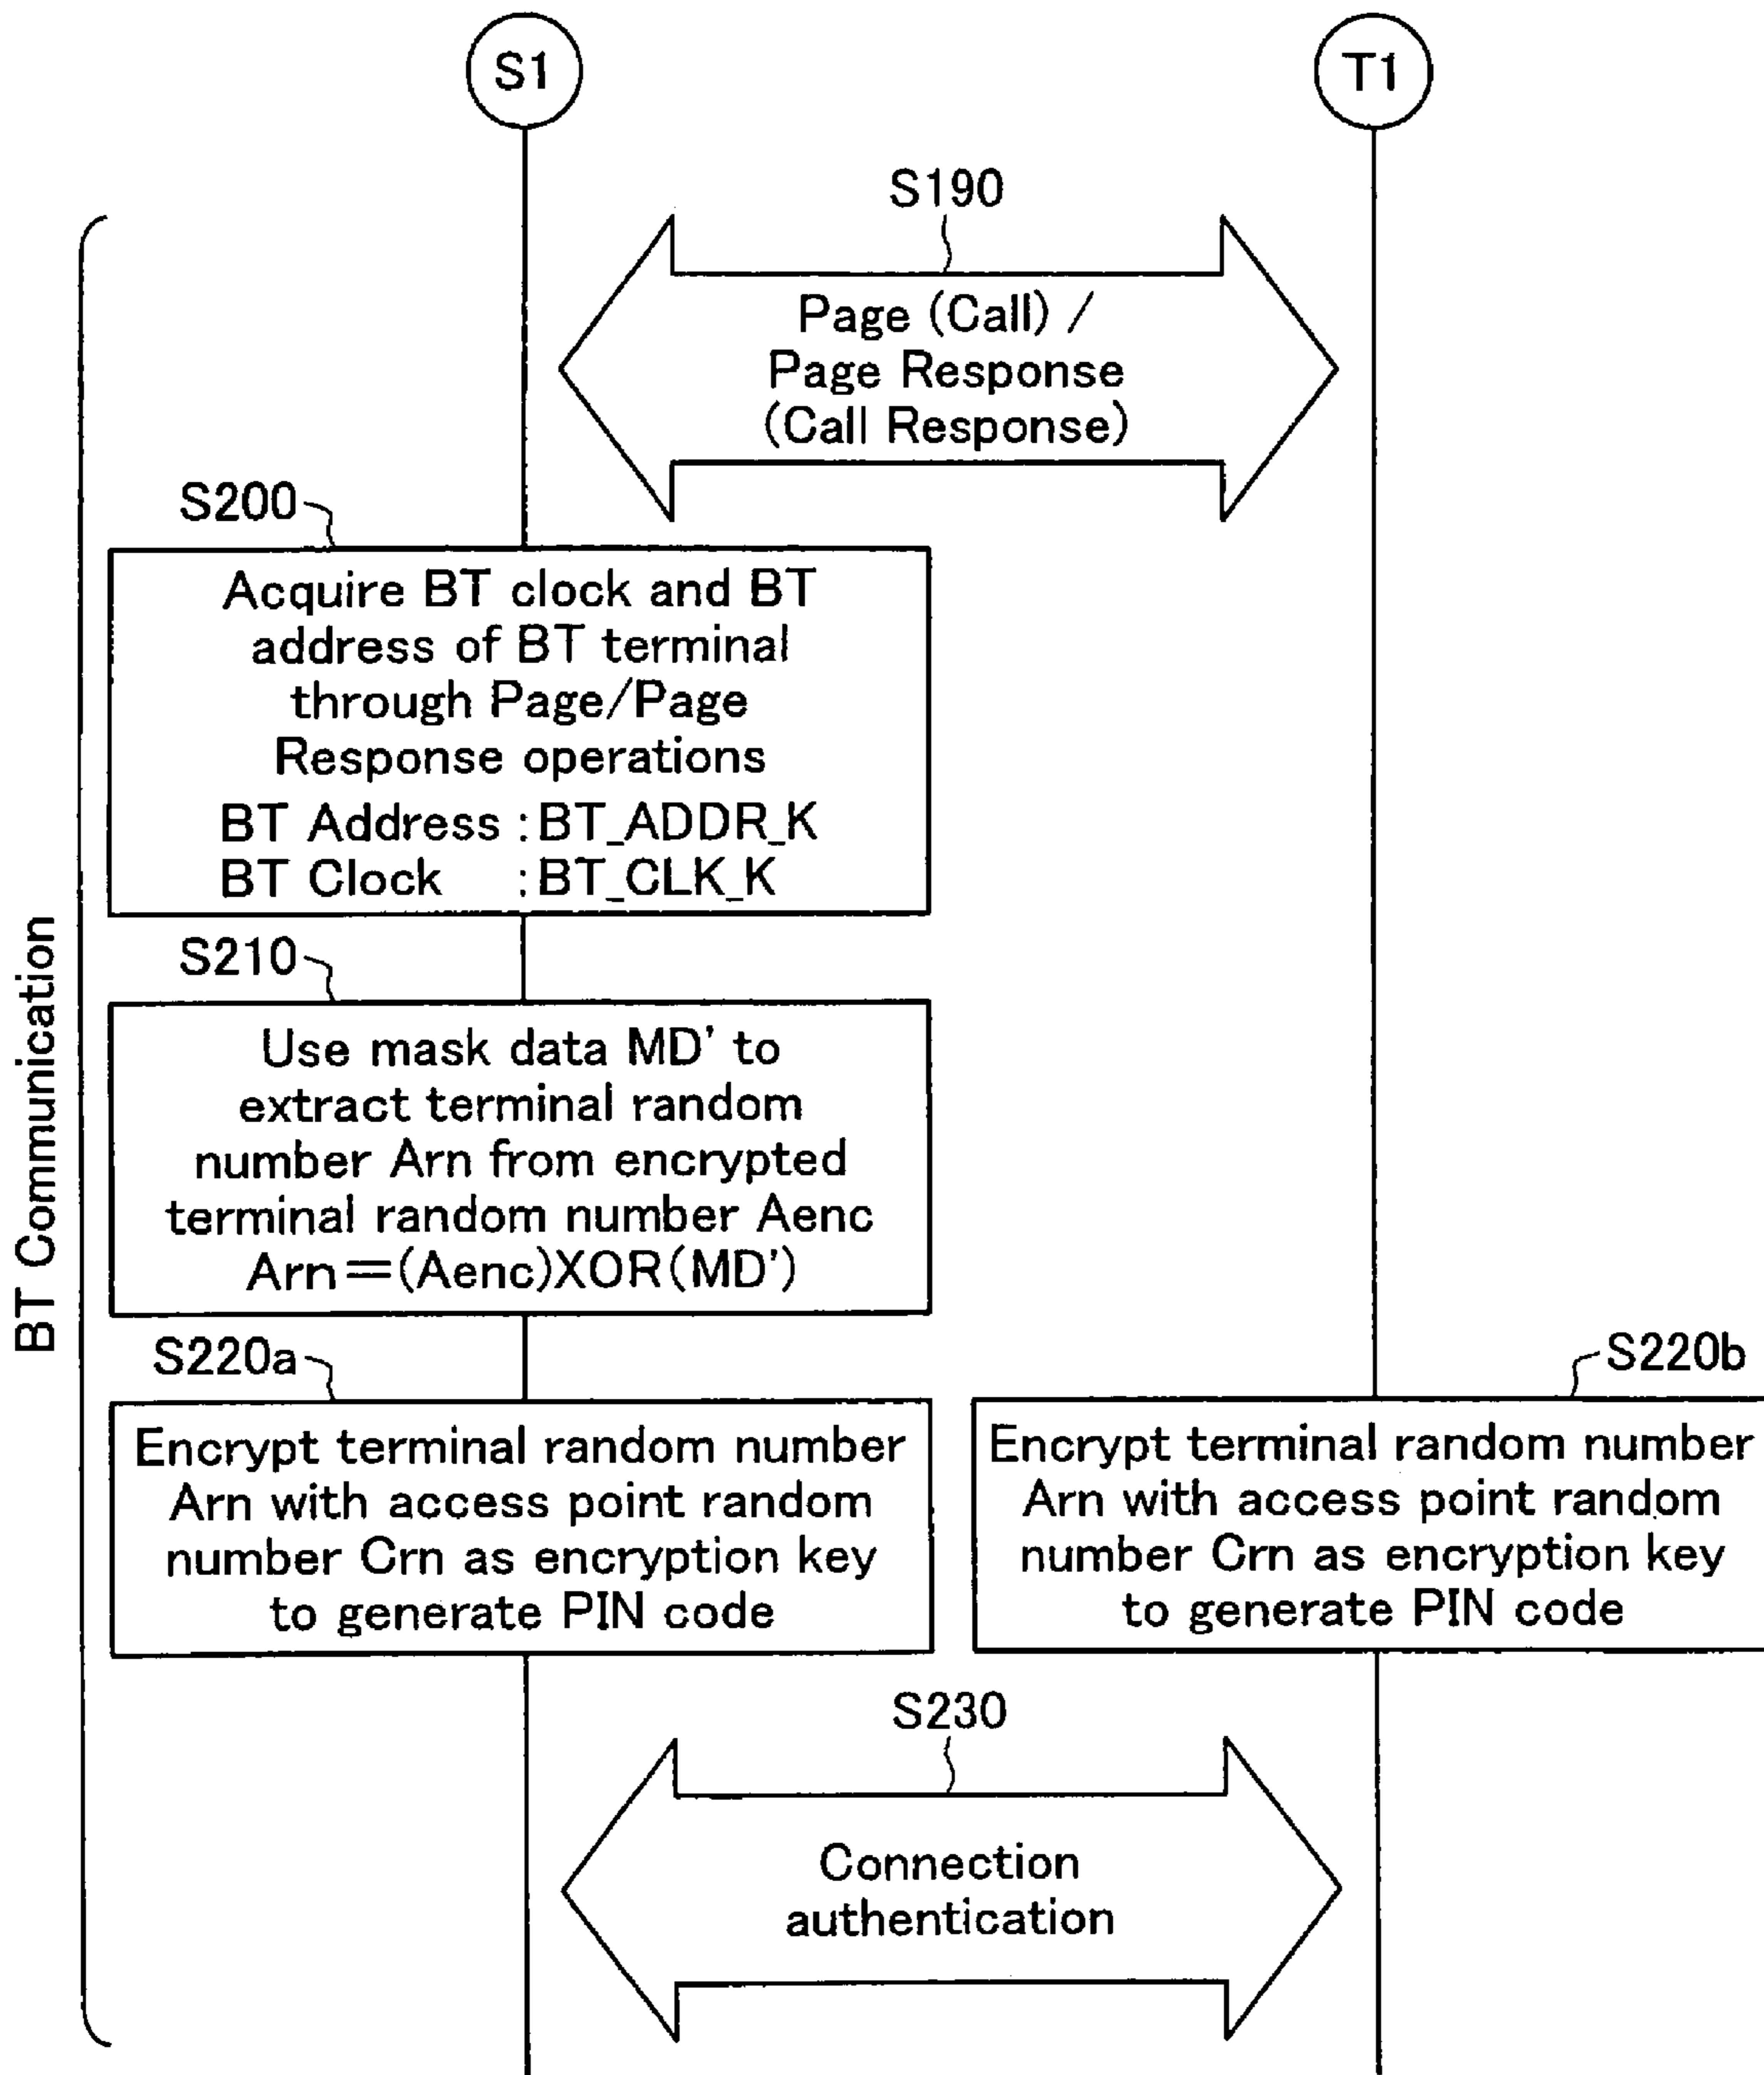 S1
T1
S190
Page (Call) /
Page Response
(Call Response)
S200
Acquire BT clock and BT
address of BT terminal
through Page/Page
Response operations
BT Address :BT_ADDR_K
BT Clock :BT_CLK_K
S210
Use mask data MD' to
extract terminal random
number Arn from encrypted
terminal random number Aenc
Arn=(Aenc)XOR(MD')
BT Communication
S220a
Encrypt terminal random number
Arn with access point random
number Crn as encryption key
to generate PIN code
S220b
Encrypt terminal random number
Arn with access point random
number Crn as encryption key
to generate PIN code
S230
Connection
authentication